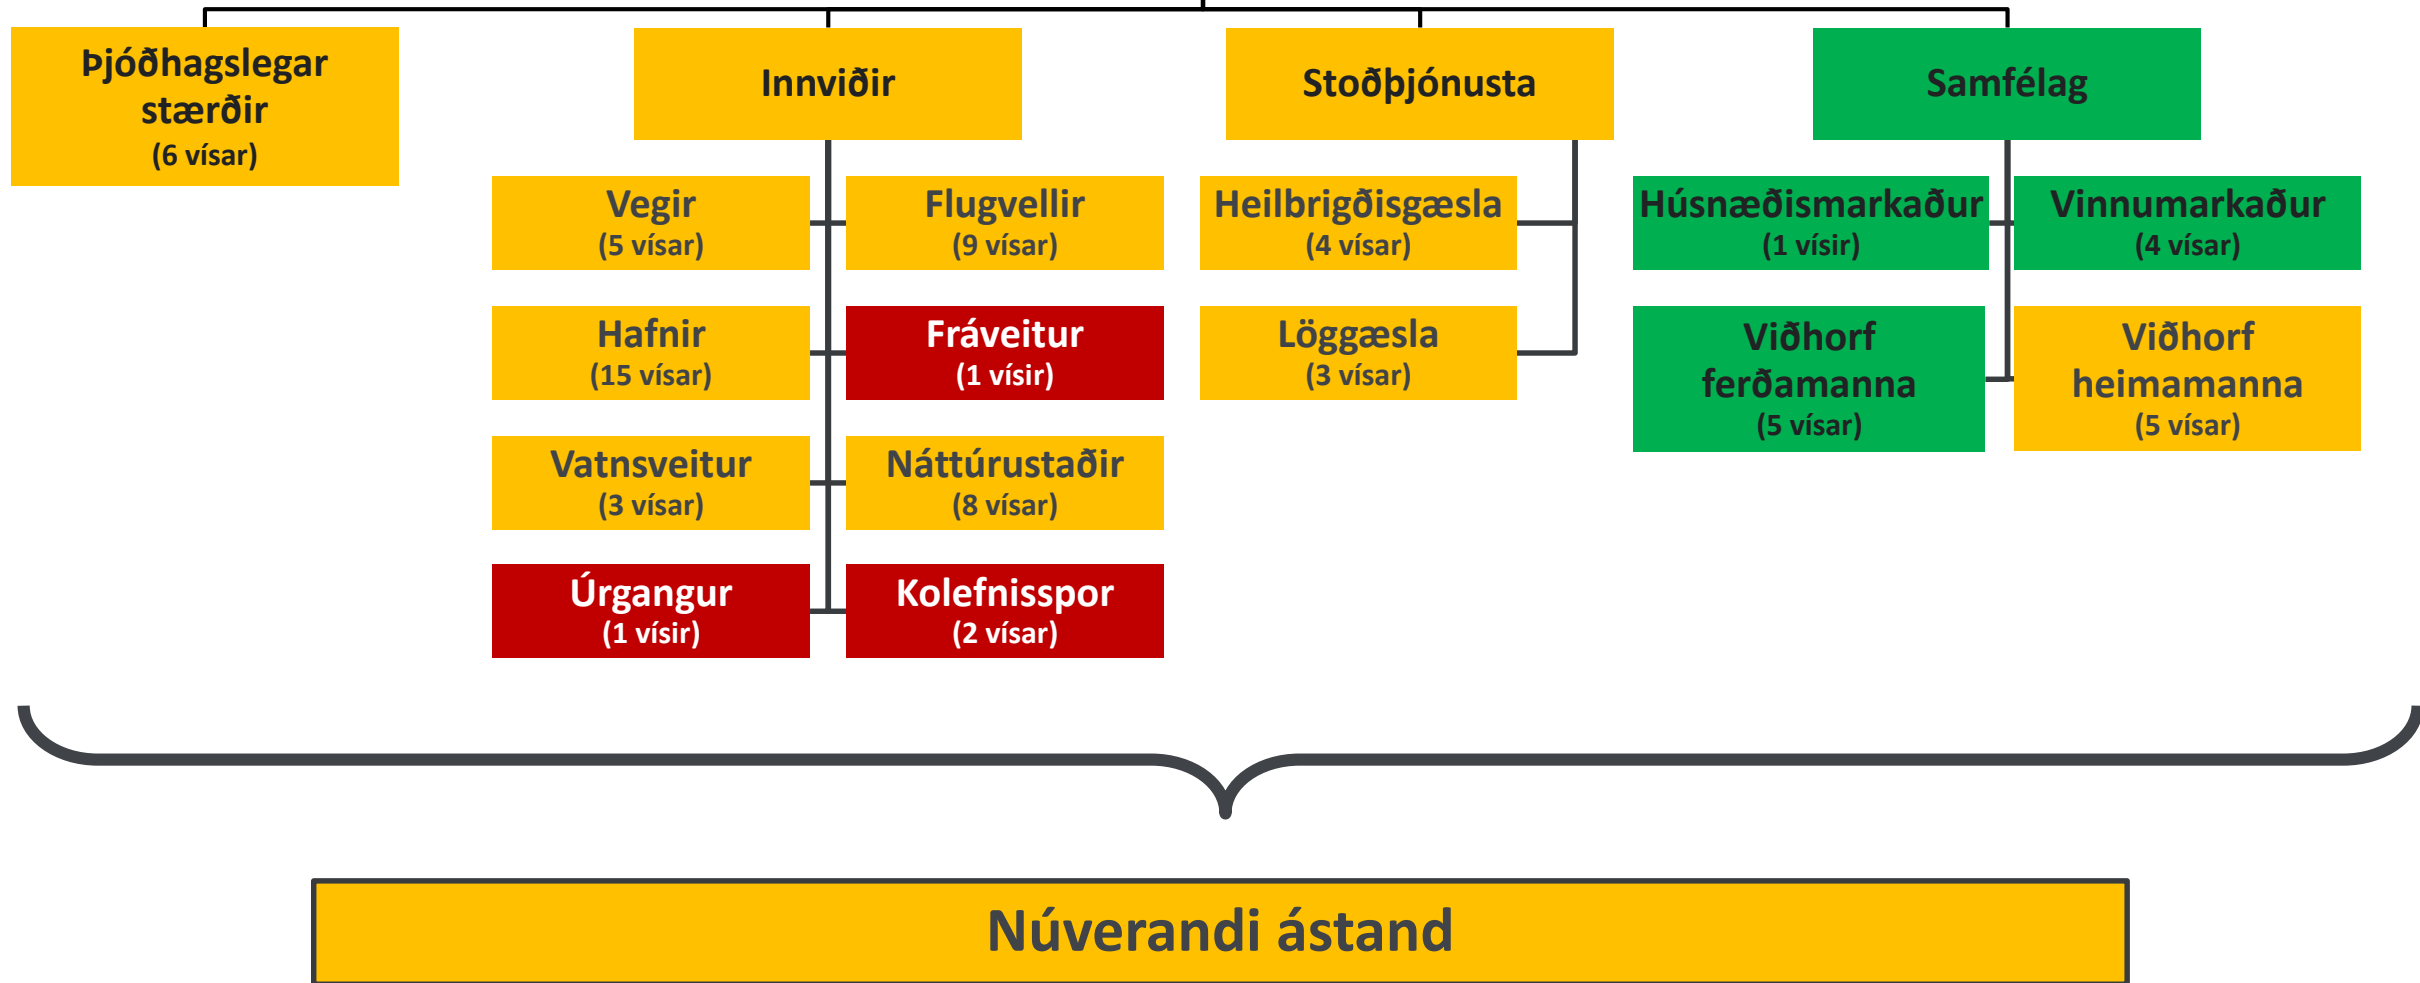 Þjóðhagslegar
stærðir
(6 vísar)
Innviðir
Stoðþjónusta
Samfélag
Vegir
(5 vísar)
Flugvellir
(9 vísar)
Hafnir
(15 vísar)
Fráveitur
(1 vísir)
Vatnsveitur
(3 vísar)
Náttúrustaðir
(8 vísar)
Úrgangur
(1 vísir)
Kolefnisspor
(2 vísar)
Heilbrigðisgæsla
(4 vísar)
Löggæsla
(3 vísar)
Húsnæðismarkaður
(1 vísir)
Vinnumarkaður
(4 vísar)
Viðhorf
ferðamanna
(5 vísar)
Viðhorf
heimamanna
(5 vísar)
Núverandi ástand